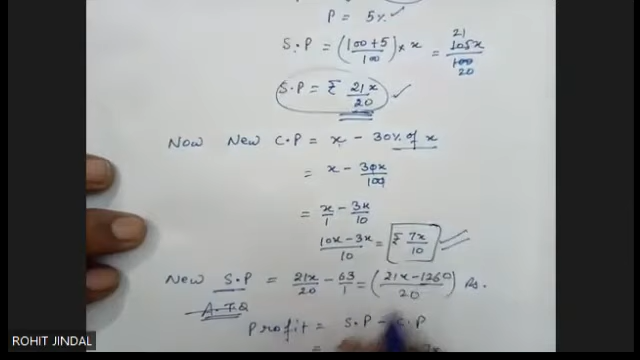 P = 5%
S.P = (100+5/100) × x = 21 105x/100 20
S.P = ₹ 21x/20
Now New C.P = x - 30% of x
= x - 30x/100
= x/1 - 3x/10
10x-3x/10 = ₹ 7x/10
New S.P = 21x/20 - 63/1 = (21x-1260/20) Rs.
A.T.Q
Profit = S.P - C.P
=
ROHIT JINDAL